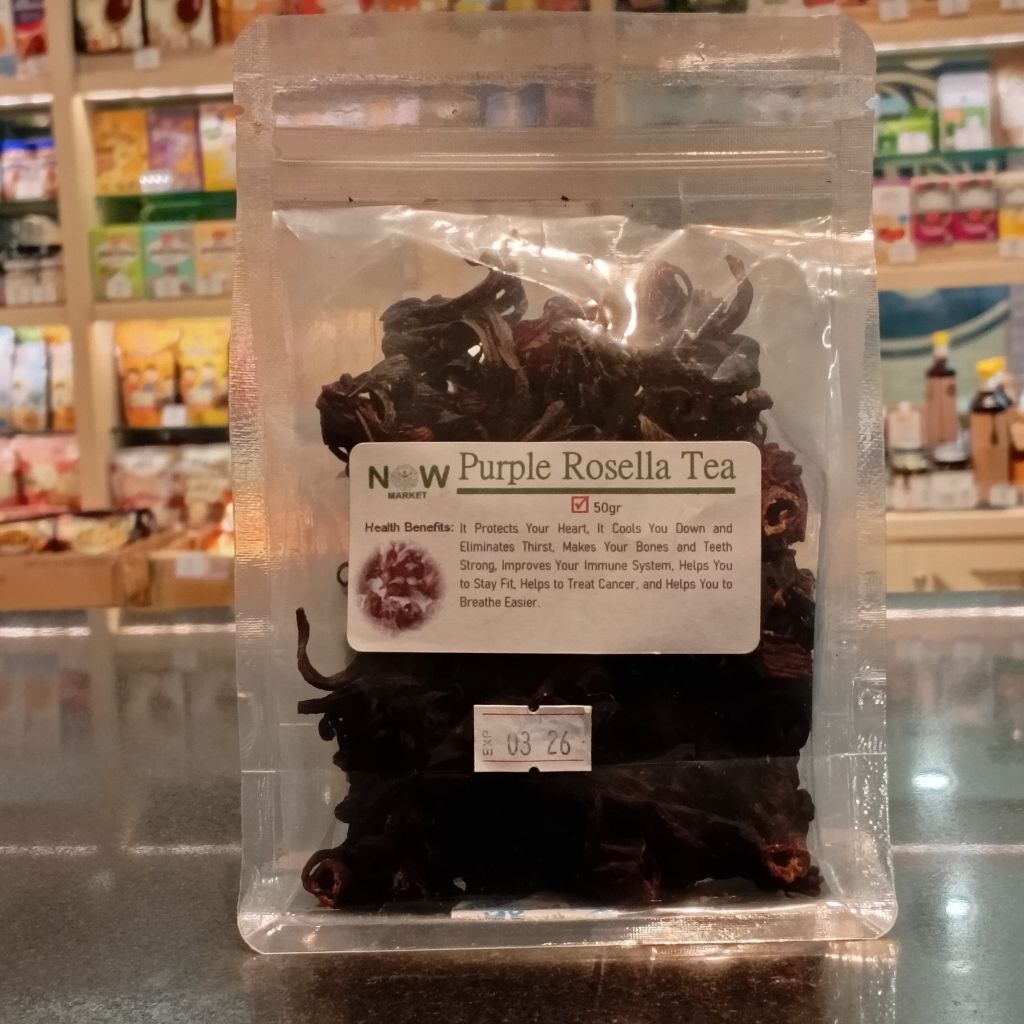 NOW
MARKET
Purple Rosella Tea
50gr
Health Benefits: It Protects Your Heart, It Cools You Down and
Eliminates Thirst, Makes Your Bones and Teeth
Strong, Improves Your Immune System, Helps You
to Stay Fit, Helps to Treat Cancer, and Helps You to
Breathe Easier.
EXP 03 26